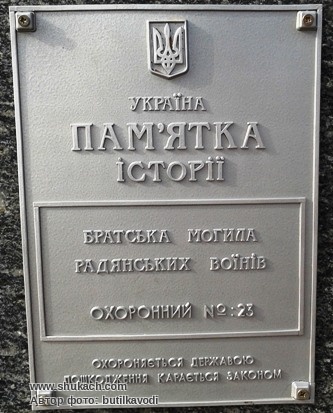 УКРАЇНА
ПАМ'ЯТКА
ІСТОРІЇ
БРАТСЬКА МОГИЛА
РАДЯНСЬКИХ ВОЇНІВ
ОХОРОННИЙ №: 23
ОХОРОНЯЄТЬСЯ ДЕРЖАВОЮ
ПОШКОДЖЕННЯ КАРАЄТЬСЯ ЗАКОНОМ
www.shukach.com
Автор фото: butilkavodi